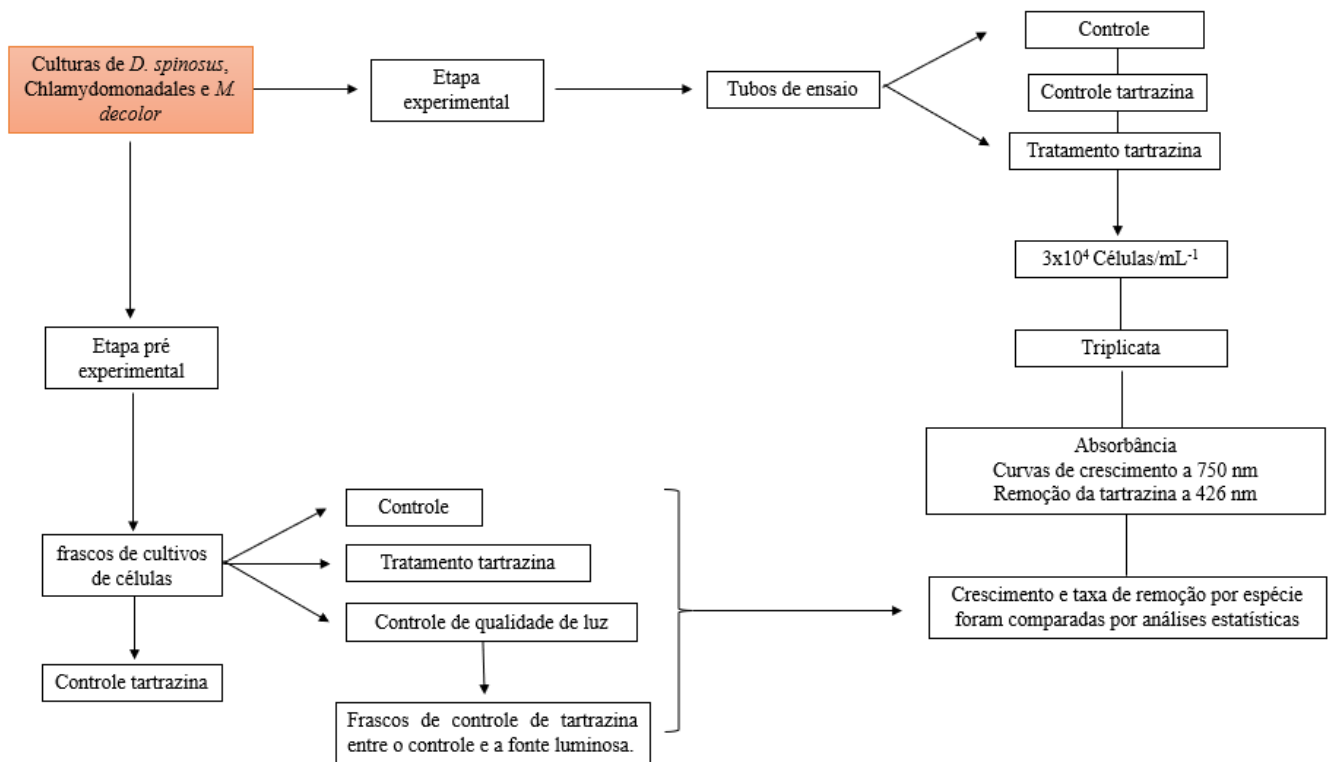 Culturas de D. spinosus,
Chlamydomonadales e M.
decolor
Etapa
experimental
Tubos de ensaio
Controle
Controle tartrazina
Tratamento tartrazina
3x10⁴ Células/mL⁻¹
Triplicata
Absorbância
Curvas de crescimento a 750 nm
Remoção da tartrazina a 426 nm
Crescimento e taxa de remoção por espécie
foram comparadas por análises estatísticas
Etapa pré
experimental
frascos de cultivos
de células
Controle tartrazina
Controle
Tratamento tartrazina
Controle de qualidade de luz
Frascos de controle de tartrazina
entre o controle e a fonte luminosa.